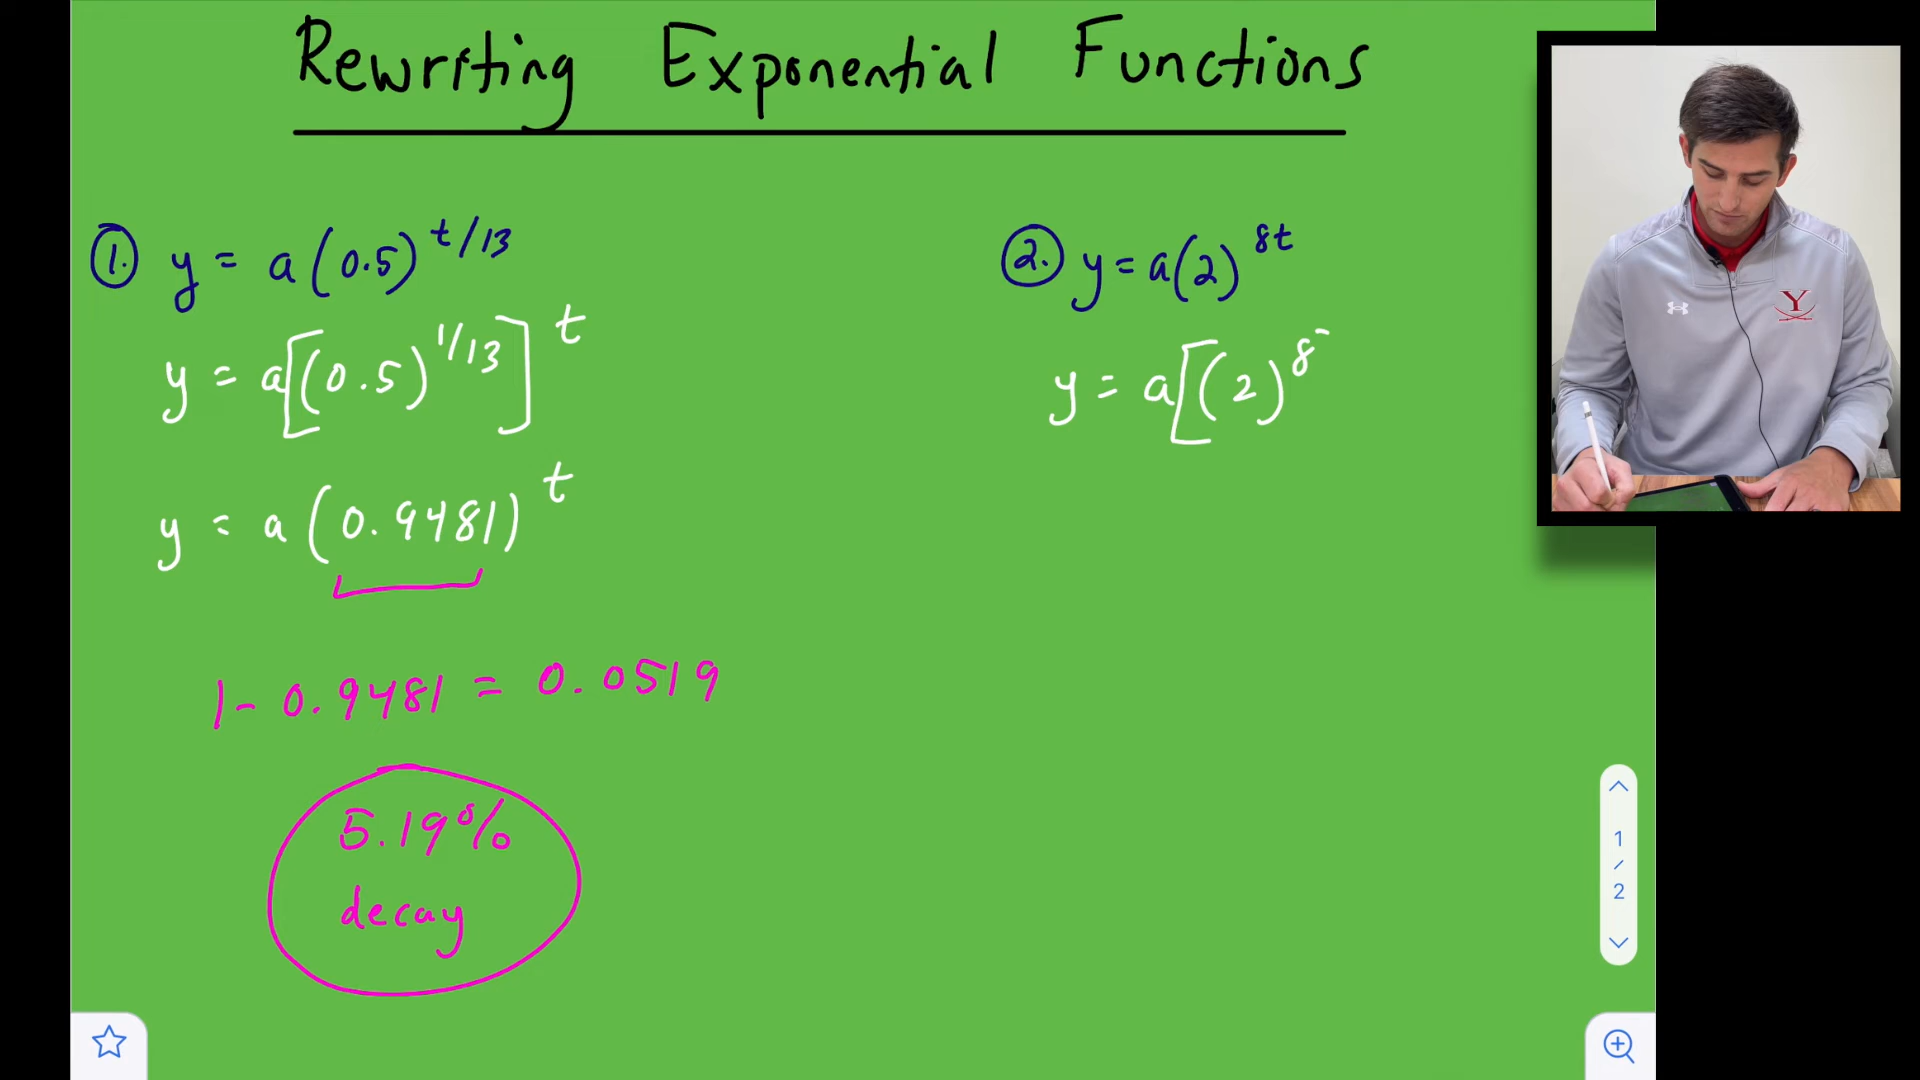 Rewriting Exponential Functions
1. y = a(0.5)^{t/13}
y = a[(0.5)^{1/13}]^t
y = a(0.9481)^t
1 - 0.9481 = 0.0519
5.19%
decay
2. y = a(2)^{8t}
y = a[(2)^8
Y
1
/
2